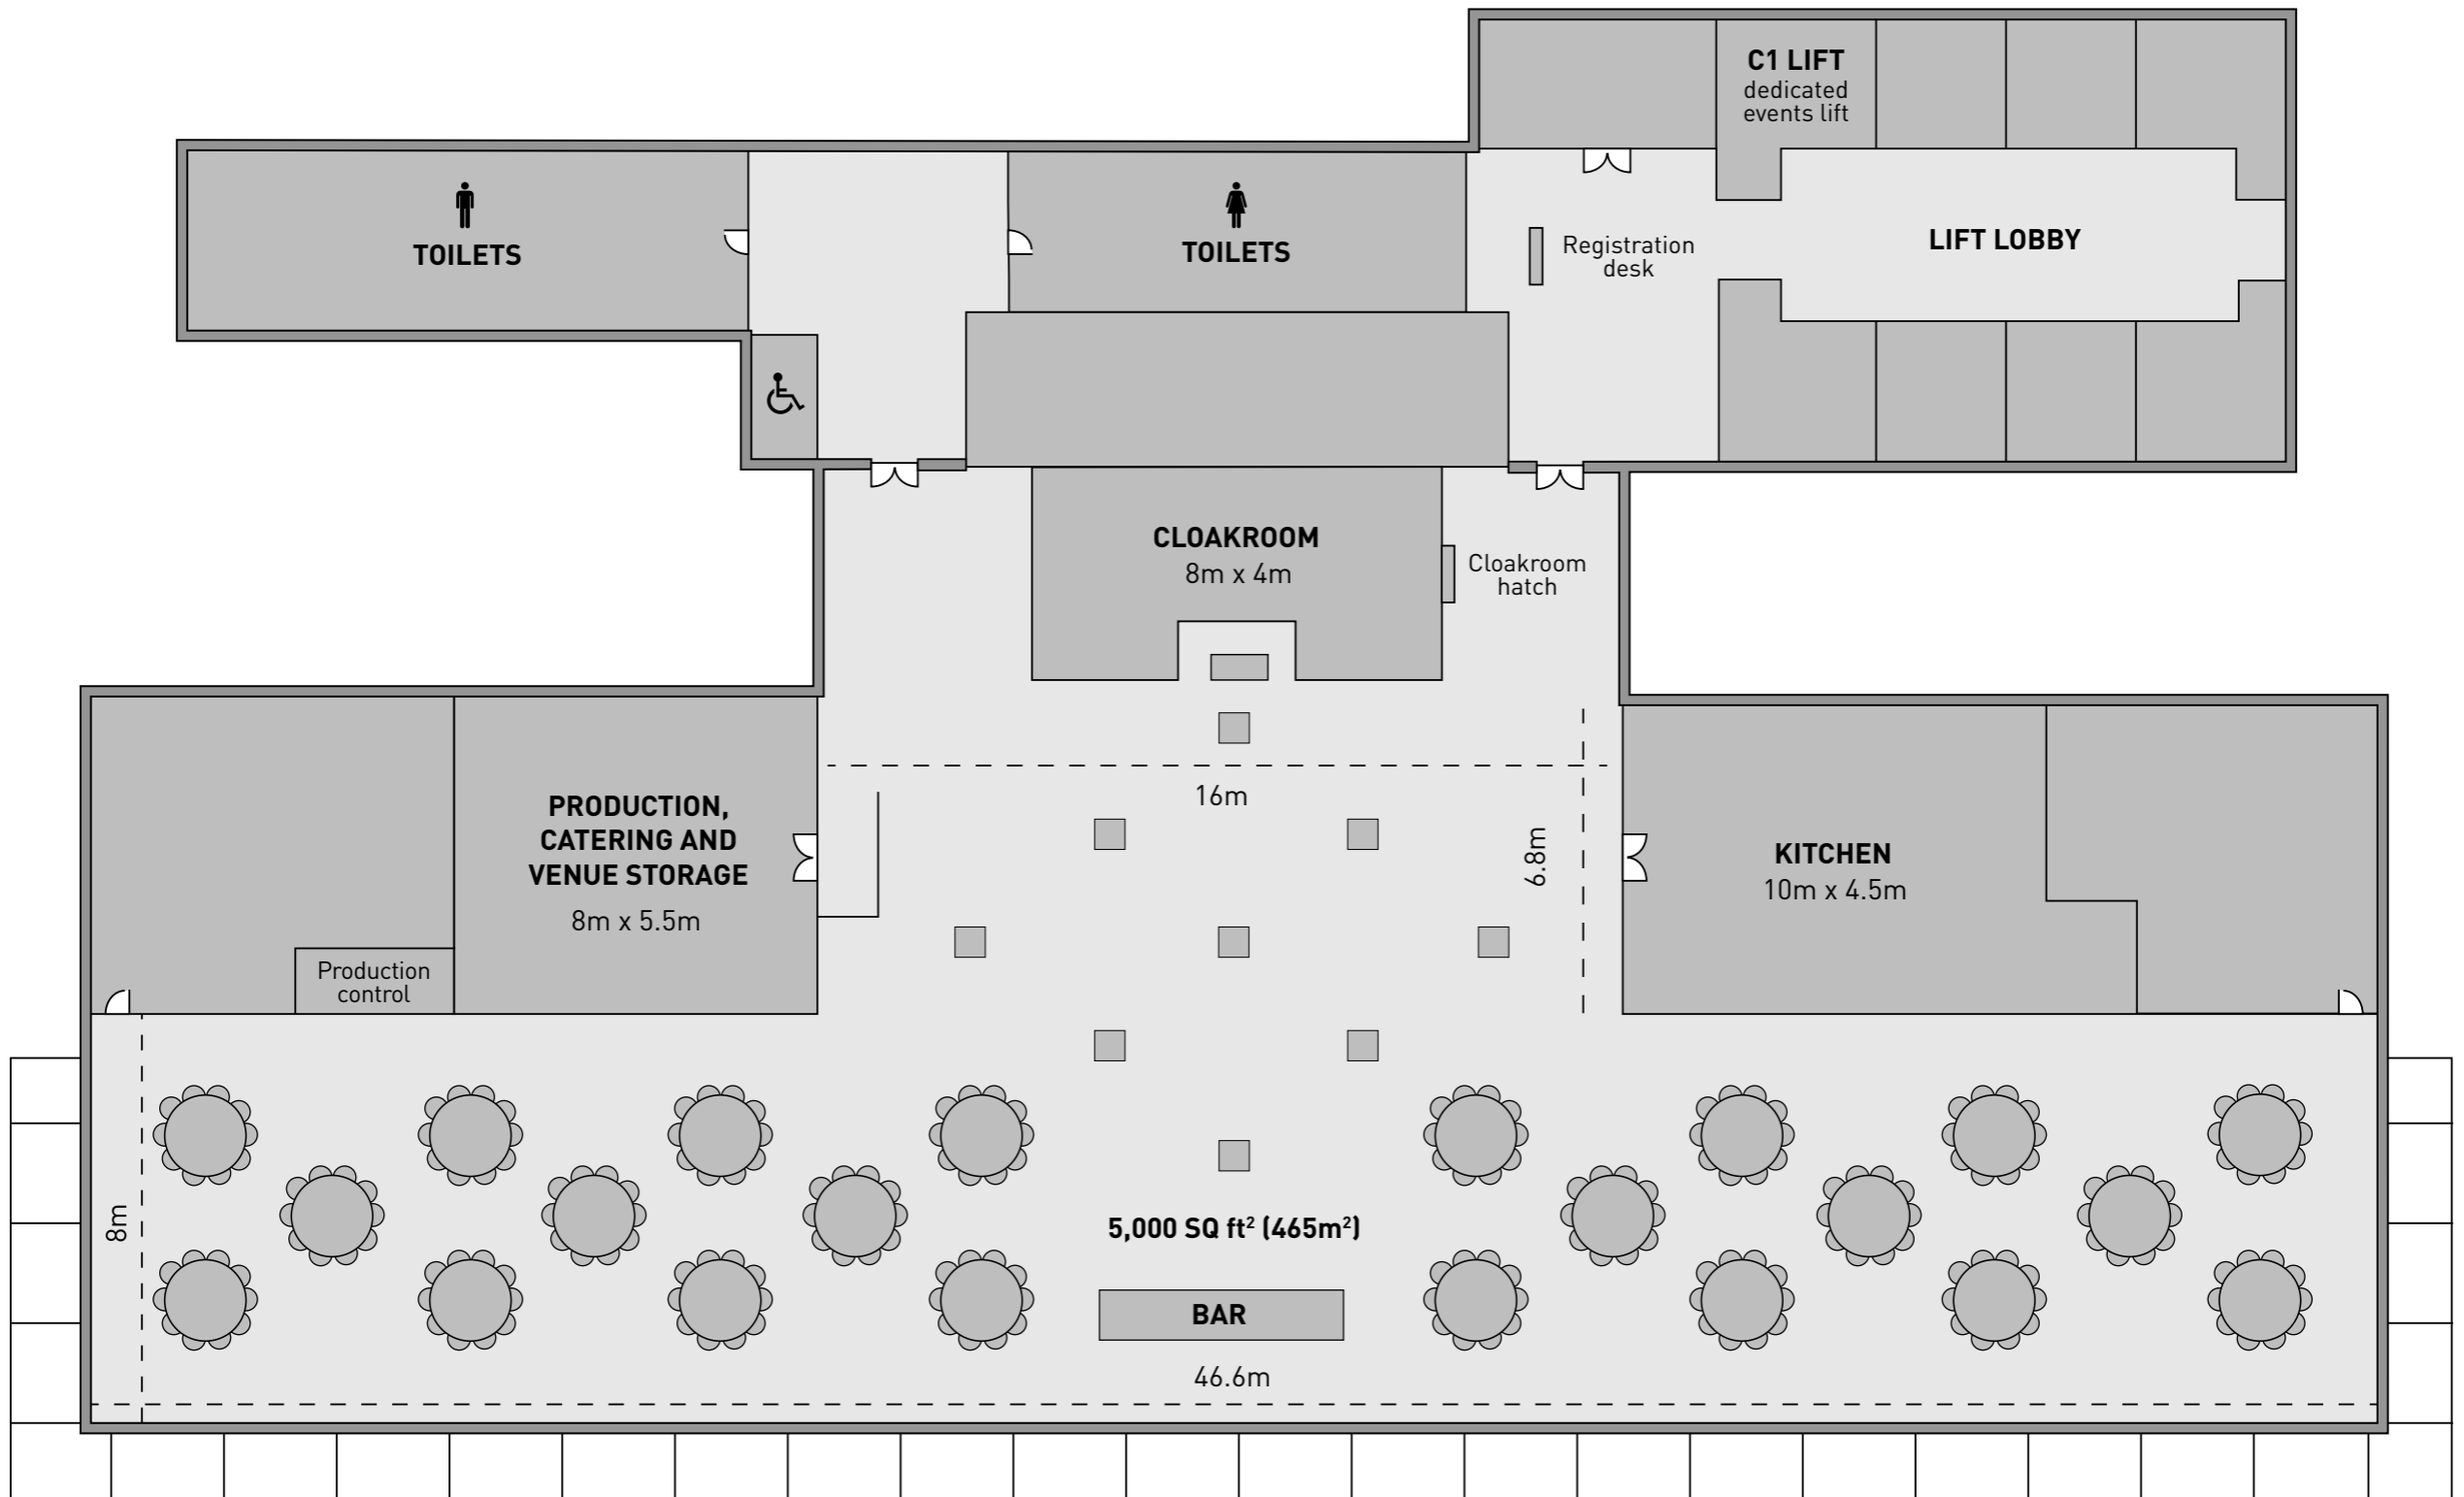 C1 LIFT
dedicated
events lift
TOILETS
TOILETS
Registration
desk
LIFT LOBBY
CLOAKROOM
8m x 4m
Cloakroom
hatch
16m
PRODUCTION,
CATERING AND
VENUE STORAGE
8m x 5.5m
6.8m
KITCHEN
10m x 4.5m
Production
control
8m
5,000 SQ ft² (465m²)
BAR
46.6m